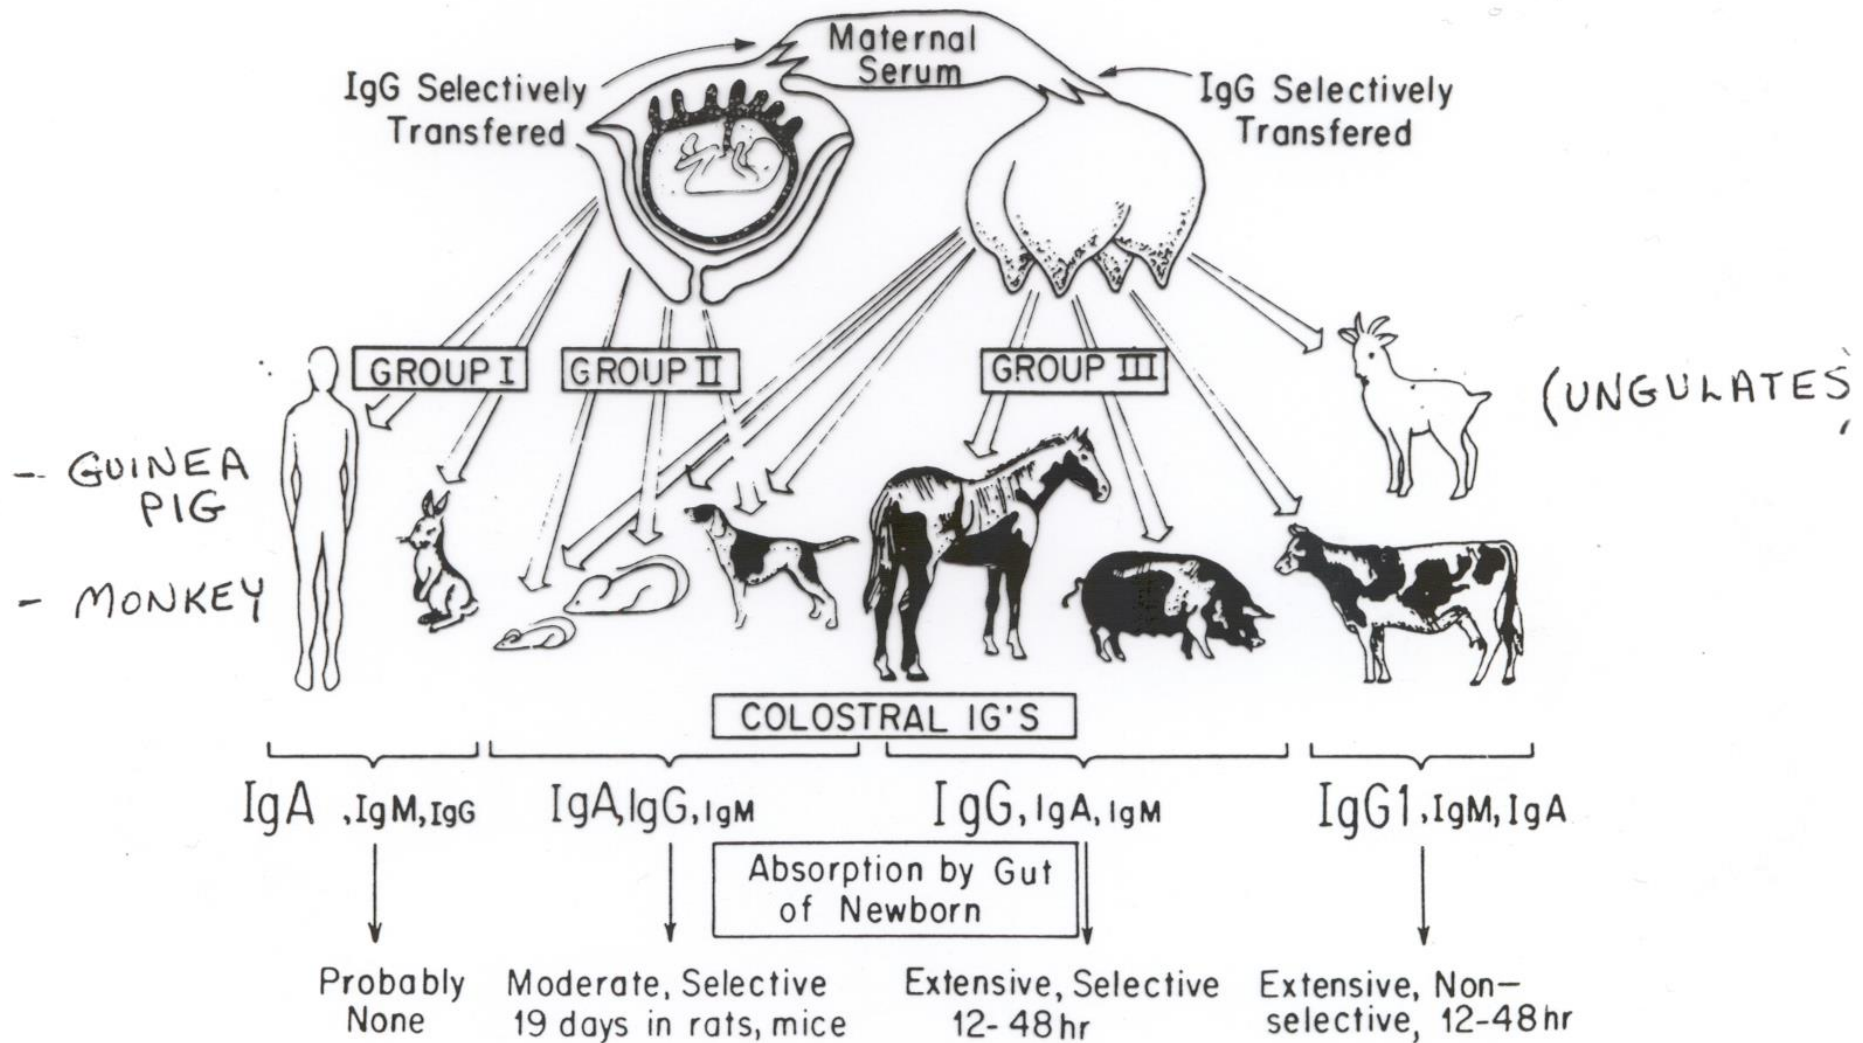 Maternal
Serum
IgG Selectively
Transfered
IgG Selectively
Transfered
GROUP I
GROUP II
GROUP III
(UNGULATES)
- GUINEA
PIG
- MONKEY
COLOSTRAL IG'S
IgA ,IgM,IgG
IgA,IgG,IgM
IgG,IgA,IgM
IgG1,IgM,IgA
Absorption by Gut
of Newborn
Probably
None
Moderate, Selective
19 days in rats, mice
Extensive, Selective
12-48hr
Extensive, Non-
selective, 12-48hr